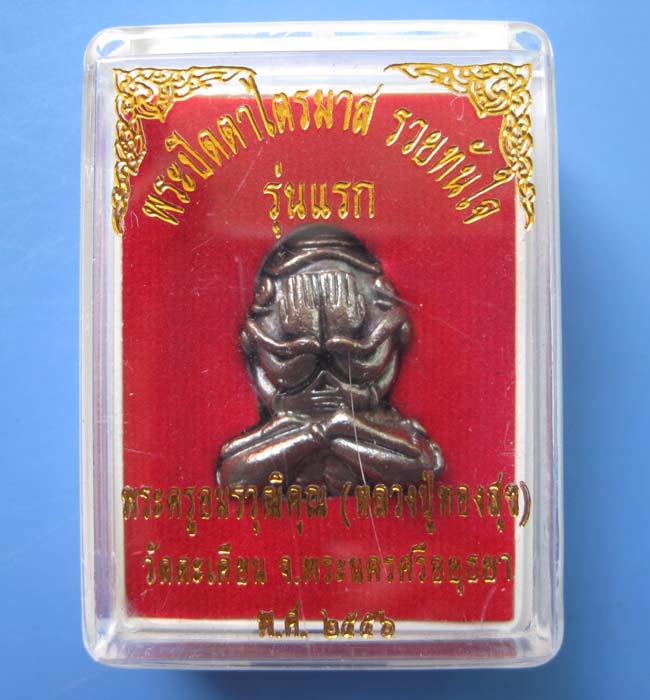 พระปิดตาไตรมาส รวยทันใจ
รุ่นแรก
พระครูอมรวุฒิคุณ (หลวงปู่ทองสุข)
วัดตะเคียน จ.พระนครศรีอยุธยา
พ.ศ. ๒๕๕๖